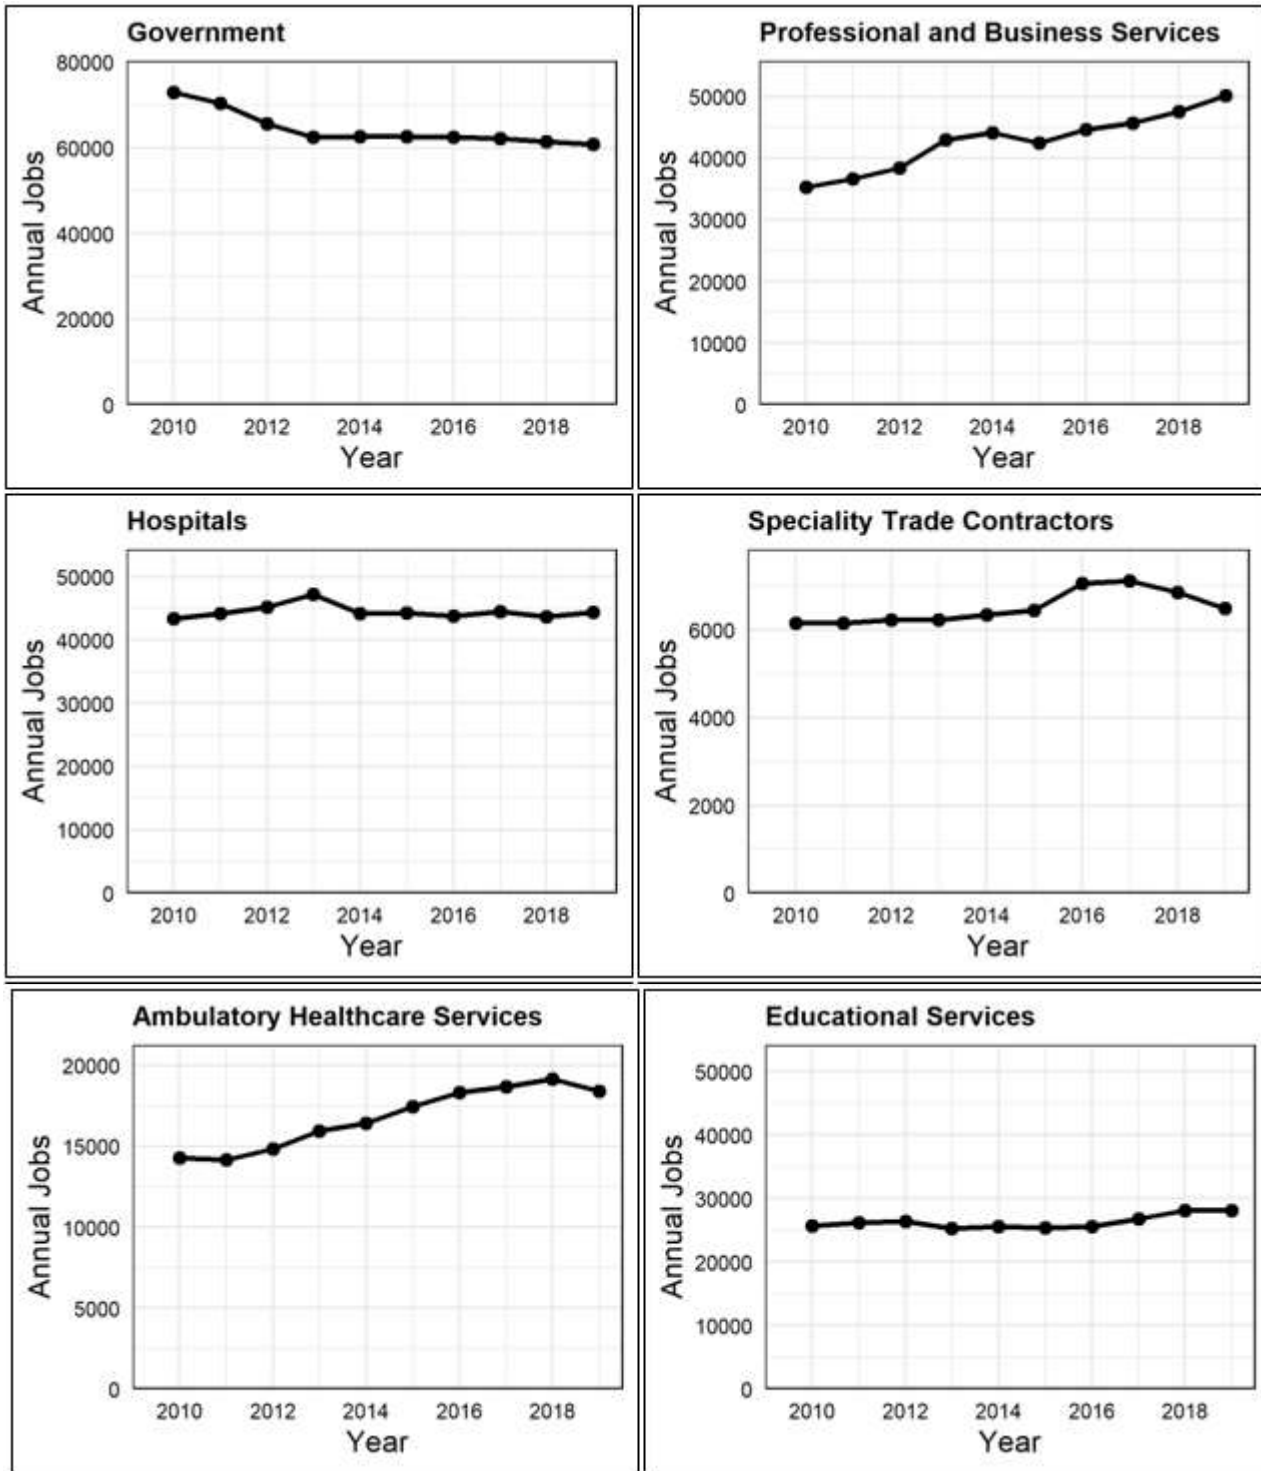 Government
80000
60000
40000
20000
0
Annual Jobs
2010 2012 2014 2016 2018
Year
Professional and Business Services
50000
40000
30000
20000
10000
0
Annual Jobs
2010 2012 2014 2016 2018
Year
Hospitals
50000
40000
30000
20000
10000
0
Annual Jobs
2010 2012 2014 2016 2018
Year
Speciality Trade Contractors
6000
4000
2000
0
Annual Jobs
2010 2012 2014 2016 2018
Year
Ambulatory Healthcare Services
20000
15000
10000
5000
0
Annual Jobs
2010 2012 2014 2016 2018
Year
Educational Services
50000
40000
30000
20000
10000
0
Annual Jobs
2010 2012 2014 2016 2018
Year